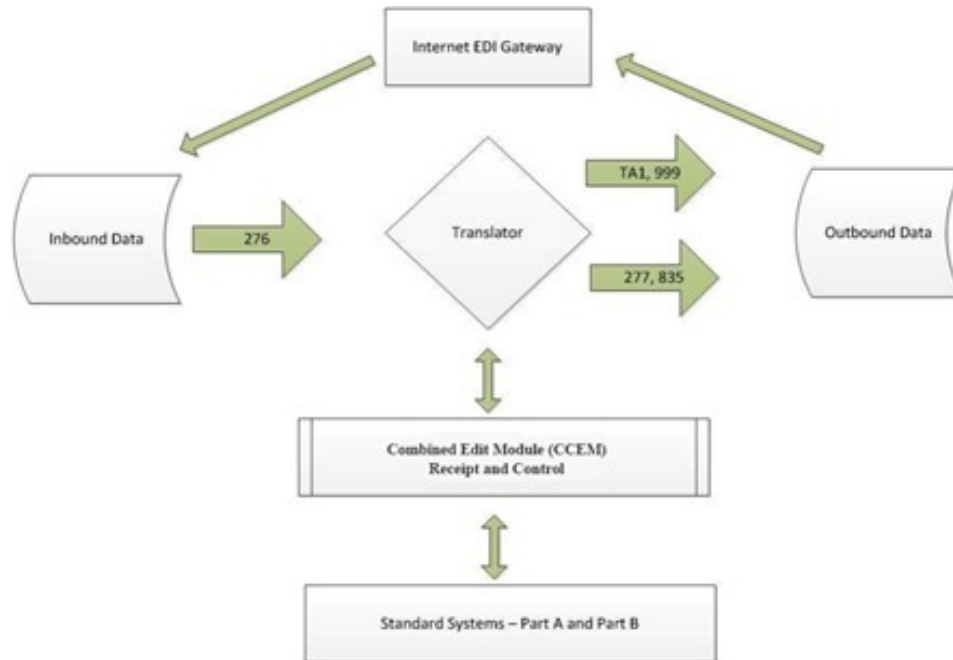 Internet EDI Gateway
TA1, 999
Inbound Data
276
Translator
Outbound Data
277, 835
Combined Edit Module (CCEM)
Receipt and Control
Standard Systems – Part A and Part B